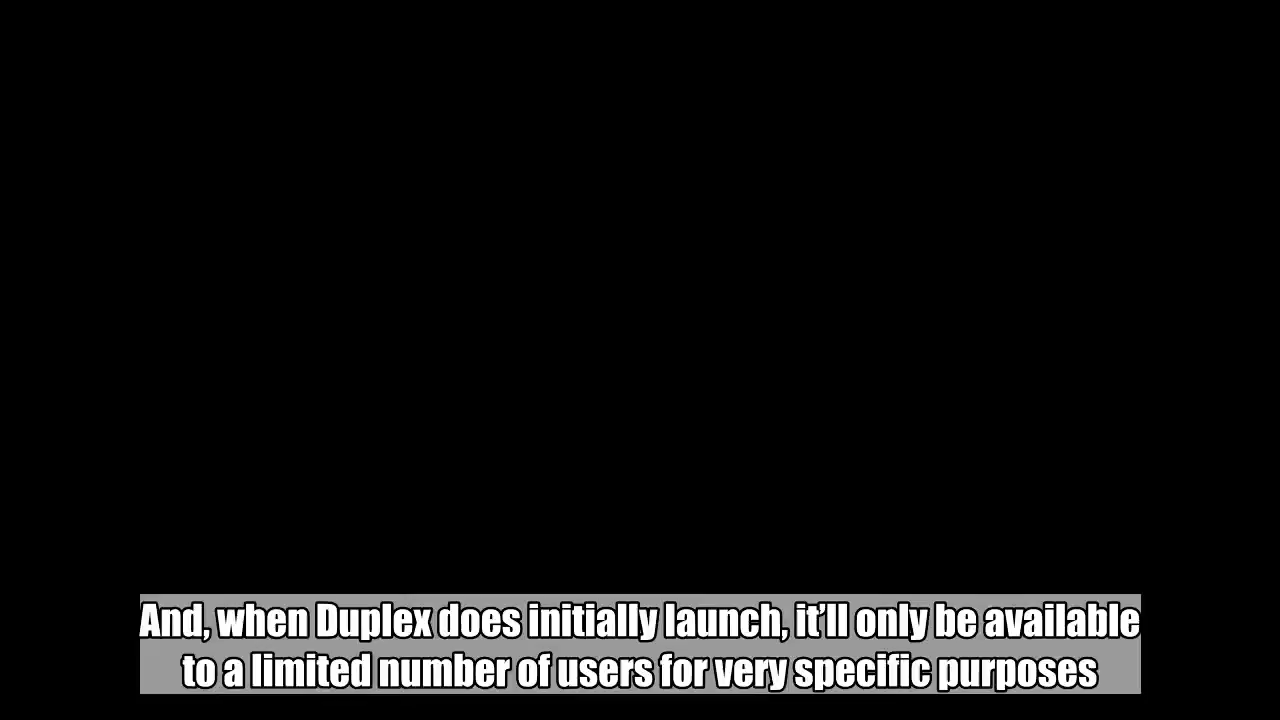 And, when Duplex does initially launch, it’ll only be available
to a limited number of users for very specific purposes